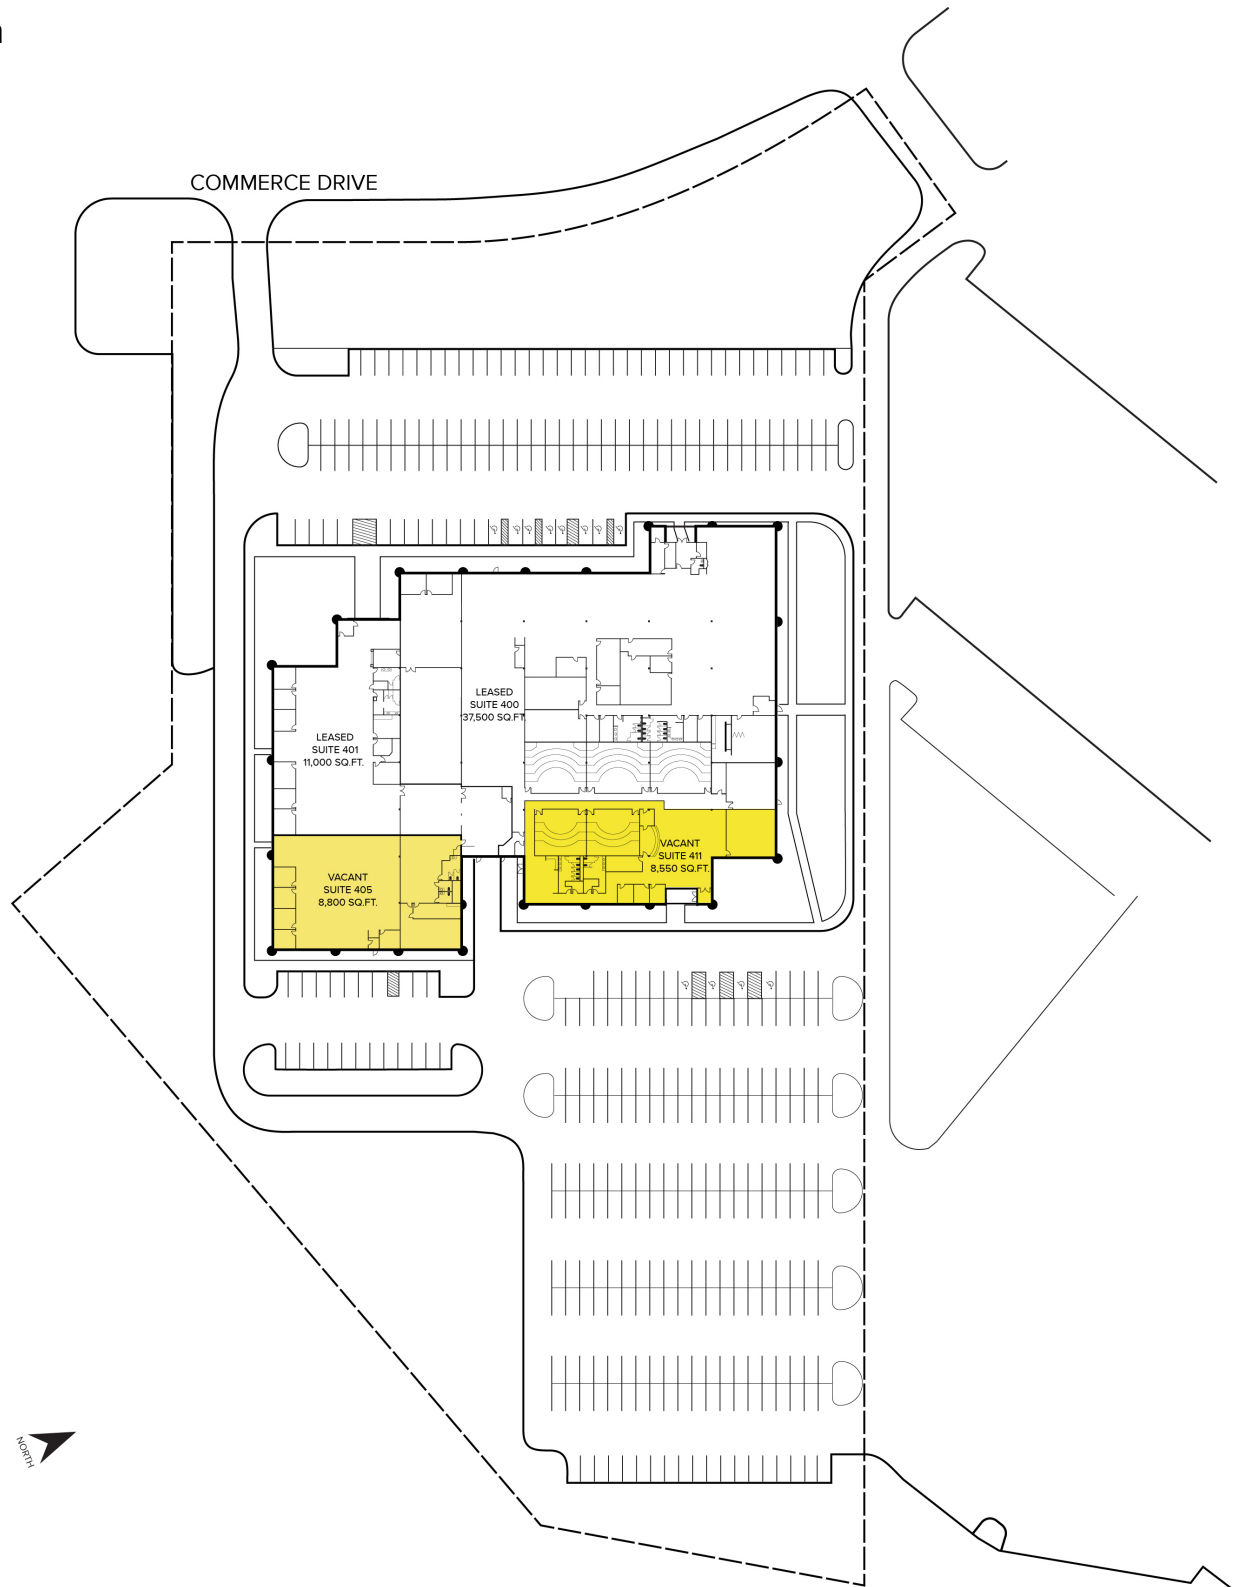 COMMERCE DRIVE
LEASED
SUITE 400
37,500 SQ.FT.
LEASED
SUITE 401
11,000 SQ.FT.
VACANT
SUITE 411
8,550 SQ.FT.
VACANT
SUITE 405
8,800 SQ.FT.
NORTH